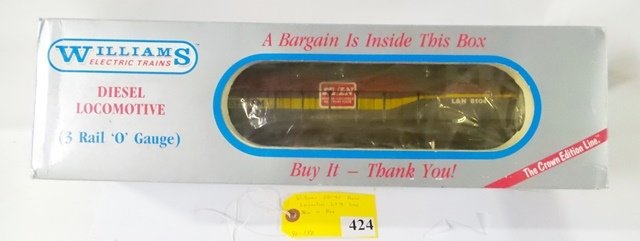 A Bargain Is Inside This Box
WILLIAMS
ELECTRIC TRAINS
DIESEL
LOCOMOTIVE
(3 Rail 'O' Gauge)
L&N
Buy It – Thank You!
The Crown Edition Line™
424